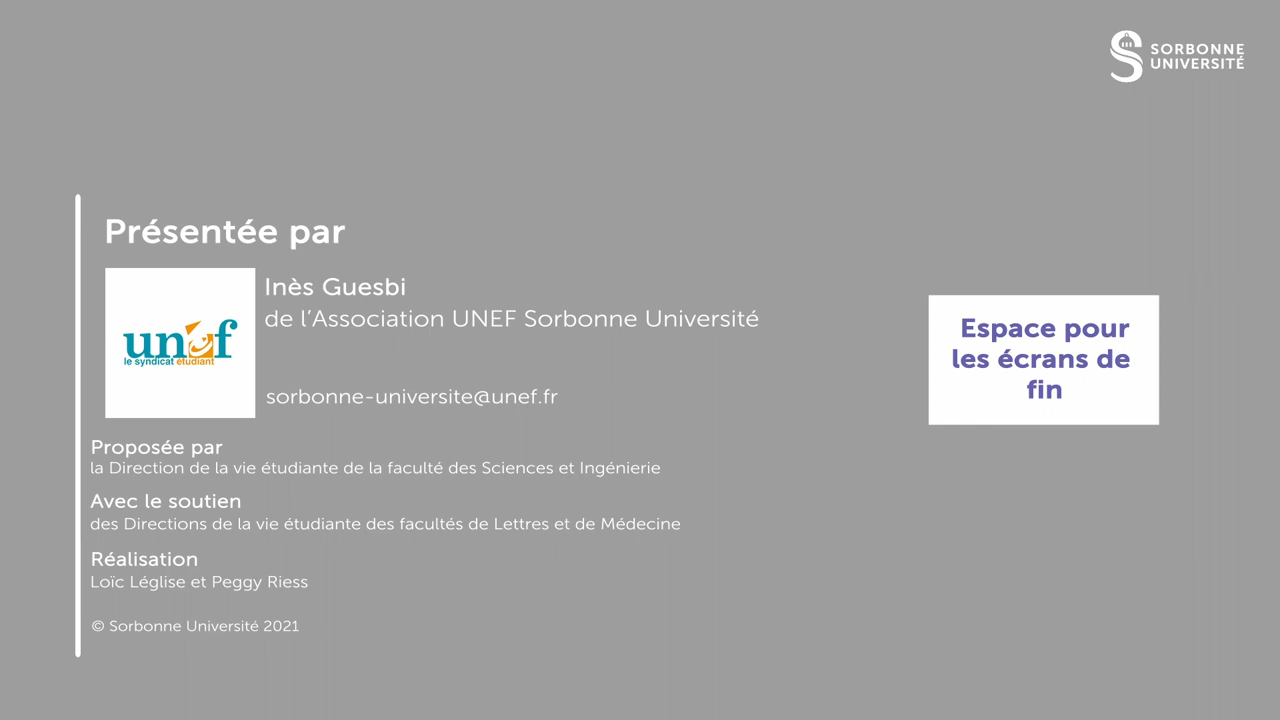 SORBONNE
UNIVERSITÉ
Présentée par
unef
le syndicat étudiant
Inès Guesbi
de l'Association UNEF Sorbonne Université
sorbonne-universite@unef.fr
Espace pour
les écrans de
fin
Proposée par
la Direction de la vie étudiante de la faculté des Sciences et Ingénierie
Avec le soutien
des Directions de la vie étudiante des facultés de Lettres et de Médecine
Réalisation
Loïc Léglise et Peggy Riess
© Sorbonne Université 2021